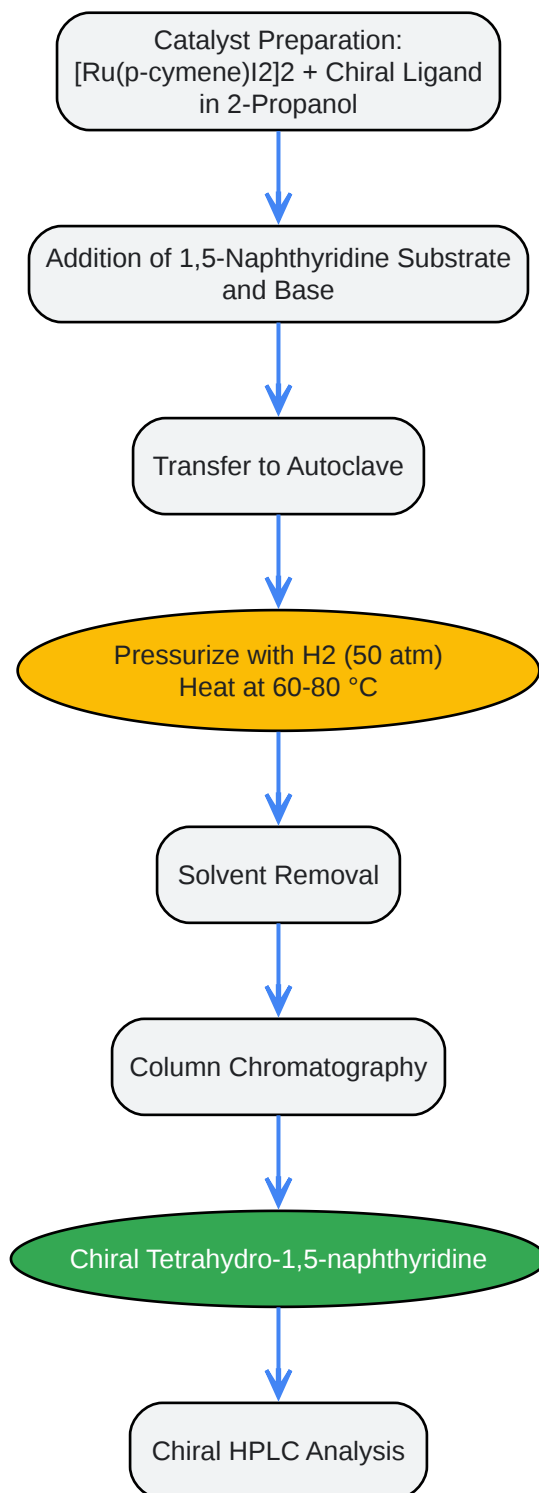 Catalyst Preparation:
[Ru(p-cymene)I2]2 + Chiral Ligand
in 2-Propanol
Addition of 1,5-Naphthyridine Substrate
and Base
Transfer to Autoclave
Pressurize with H2 (50 atm)
Heat at 60-80 °C
Solvent Removal
Column Chromatography
Chiral Tetrahydro-1,5-naphthyridine
Chiral HPLC Analysis